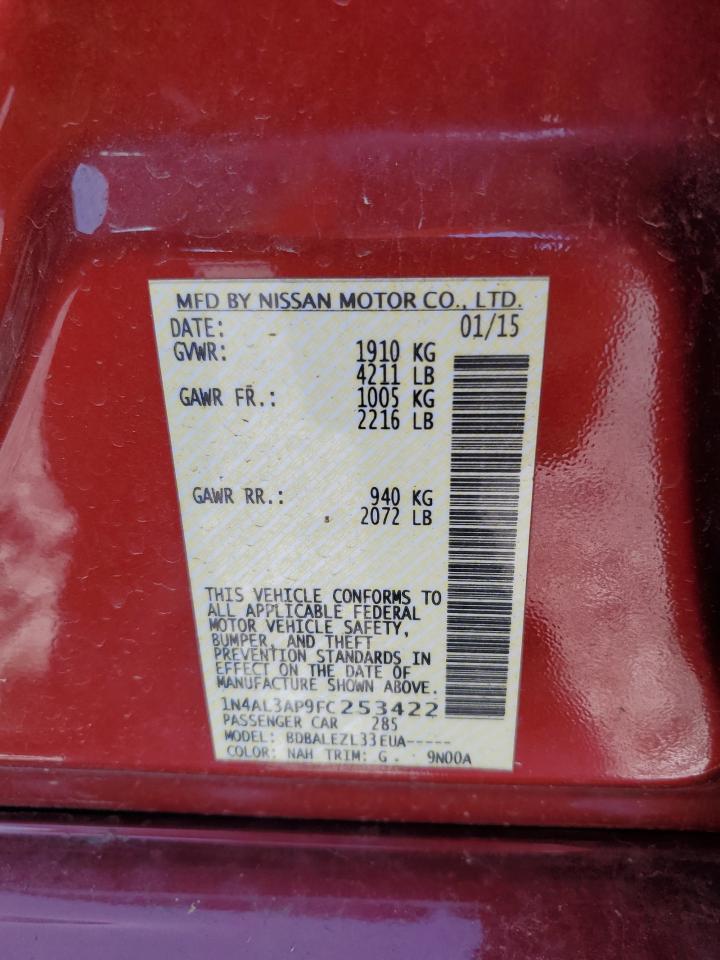 MFD BY NISSAN MOTOR CO., LTD.
DATE: 01/15
GVWR: 1910 KG
4211 LB
GAWR FR.: 1005 KG
2216 LB
GAWR RR.: 940 KG
2072 LB
THIS VEHICLE CONFORMS TO
ALL APPLICABLE FEDERAL
MOTOR VEHICLE SAFETY,
BUMPER, AND THEFT
PREVENTION STANDARDS IN
EFFECT ON THE DATE OF
MANUFACTURE SHOWN ABOVE.
1N4AL3AP9FC253422
PASSENGER CAR 285
MODEL: BDBALEZL33EUA-----
COLOR: NAH TRIM: G. 9N00A